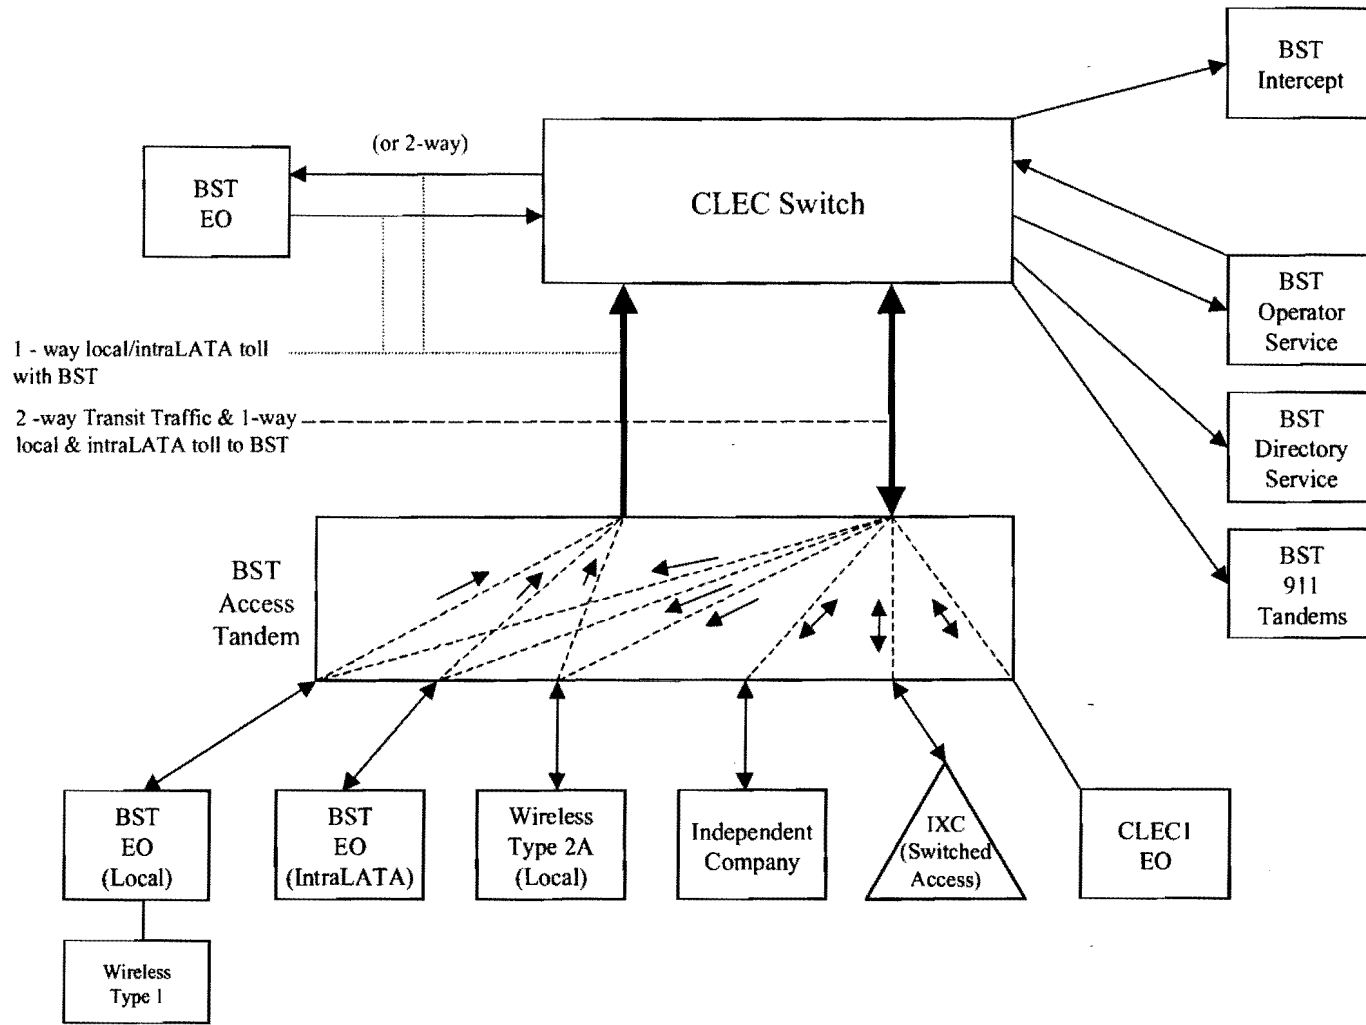 BST
Intercept
(or 2-way)
BST
EO
CLEC Switch
BST
Operator
Service
1 - way local/intraLATA toll
with BST
2 -way Transit Traffic & 1-way
local & intraLATA toll to BST
BST
Directory
Service
BST
911
Tandems
BST
Access
Tandem
BST
EO
(Local)
BST
EO
(IntraLATA)
Wireless
Type 2A
(Local)
Independent
Company
IXC
(Switched
Access)
CLEC1
EO
Wireless
Type 1